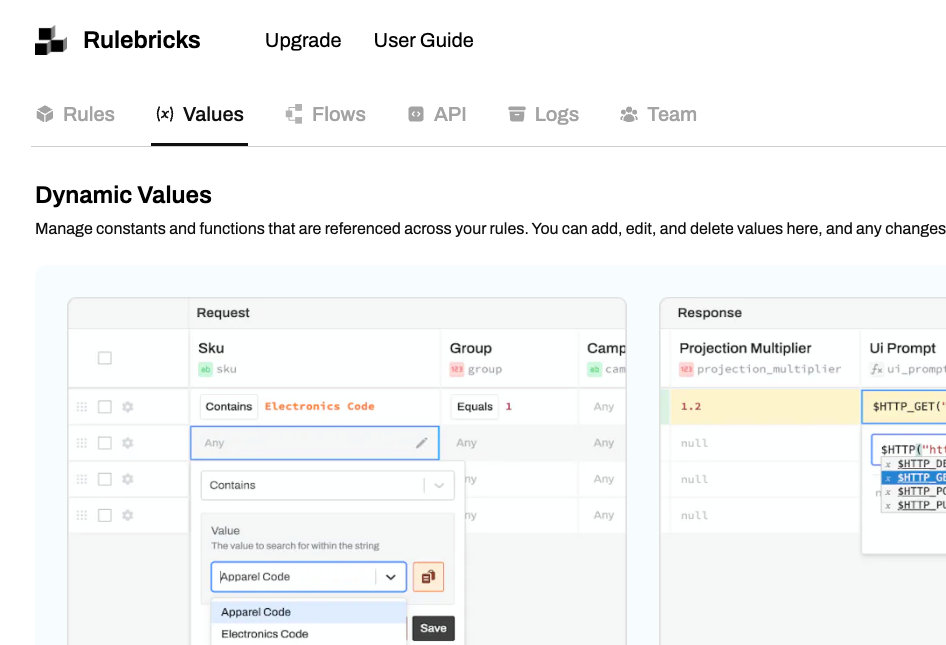 Rulebricks Upgrade User Guide
Rules (x) Values Flows API Logs Team
Dynamic Values
Manage constants and functions that are referenced across your rules. You can add, edit, and delete values here, and any changes
Request Response
Sku Group Camp Projection Multiplier Ui Prompt
ab sku 123 group ab cam 123 projection_multiplier fx ui_prompt
Contains Electronics Code Equals 1 Any 1.2 $HTTP_GET("
Any Any Any null
$HTTP("htt
x $HTTP_DE
Contains ny Any null x $HTTP_GE
x $HTTP_PO
x $HTTP_PU
ny Any null
Value
The value to search for within the string
Apparel Code
Apparel Code
Electronics Code Save